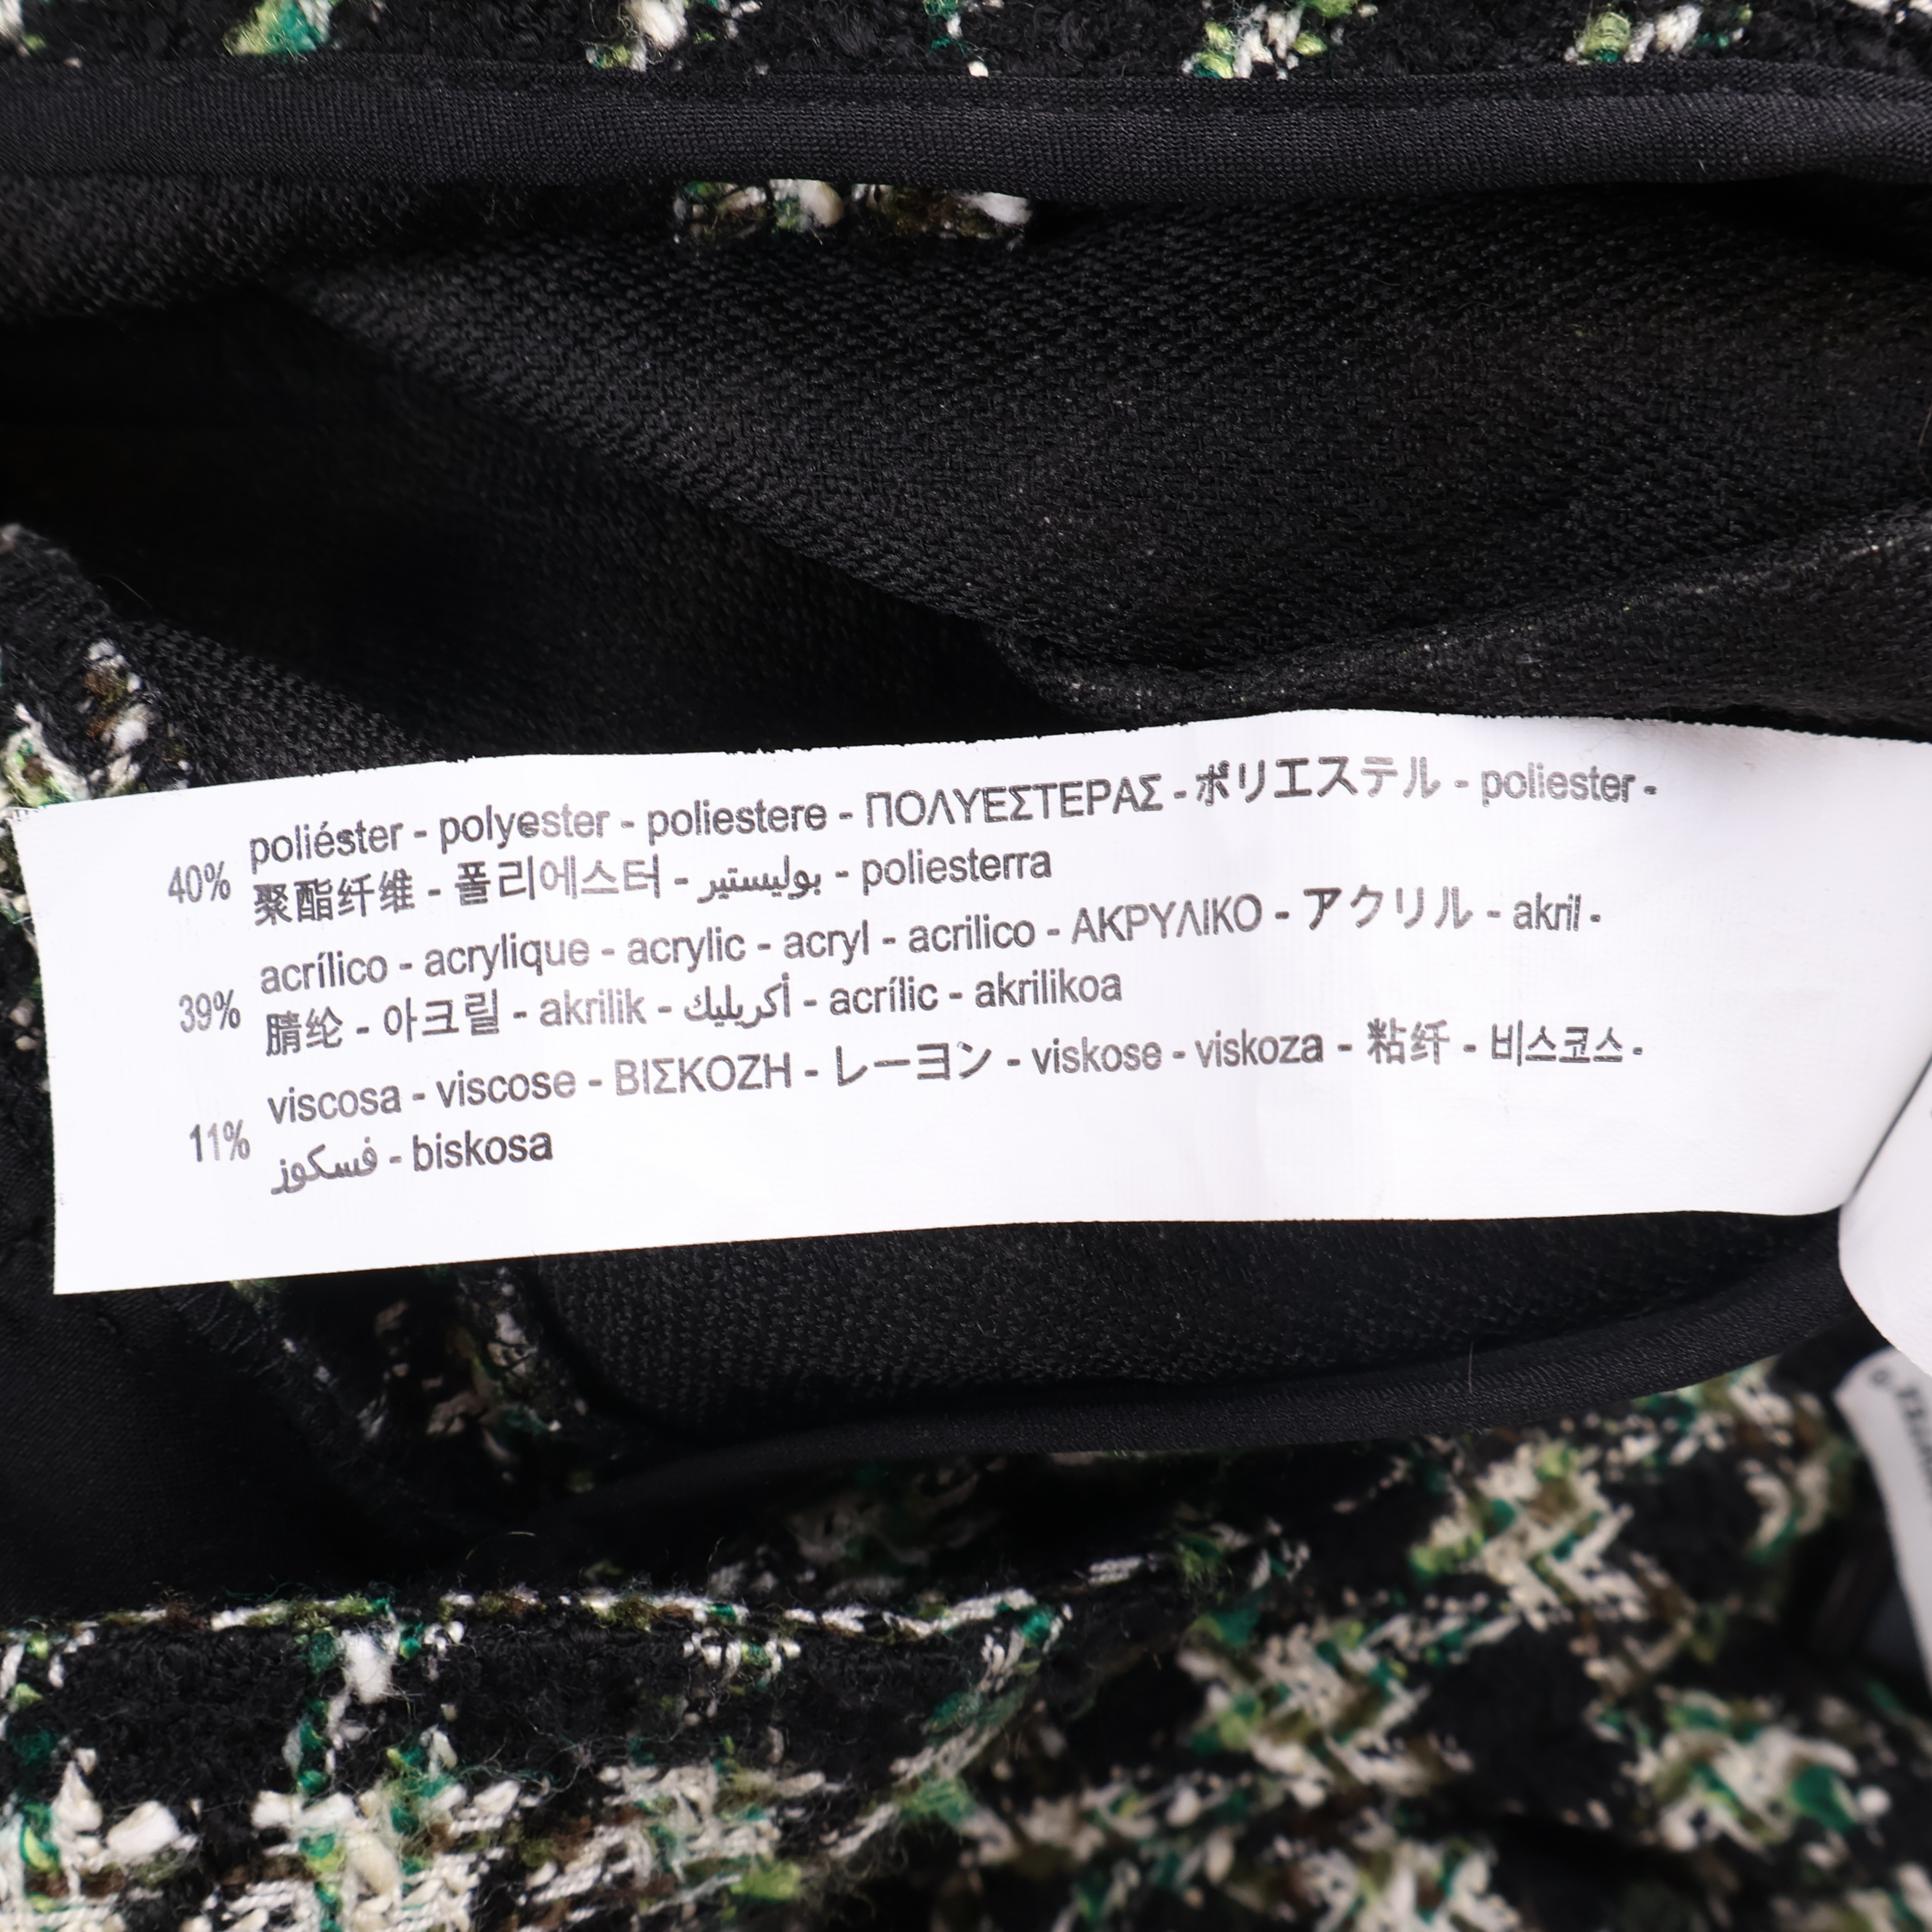 40% poliéster - polyester - poliestere - ΠΟΛΥΕΣΤΕΡΑΣ - ポリエステル - poliester -
聚酯纤维 - 폴리에스터 - بوليستير - poliesterra
39% acrílico - acrylique - acrylic - acryl - acrilico - ΑΚΡΥΛΙΚΟ - アクリル - akril -
腈纶 - 아크릴 - akrilik - أكريليك - acrílic - akrilikoa
11% viscosa - viscose - ΒΙΣΚΟΖΗ - レーヨン - viskose - viskoza - 粘纤 - 비스코스 -
فسكوز - biskosa